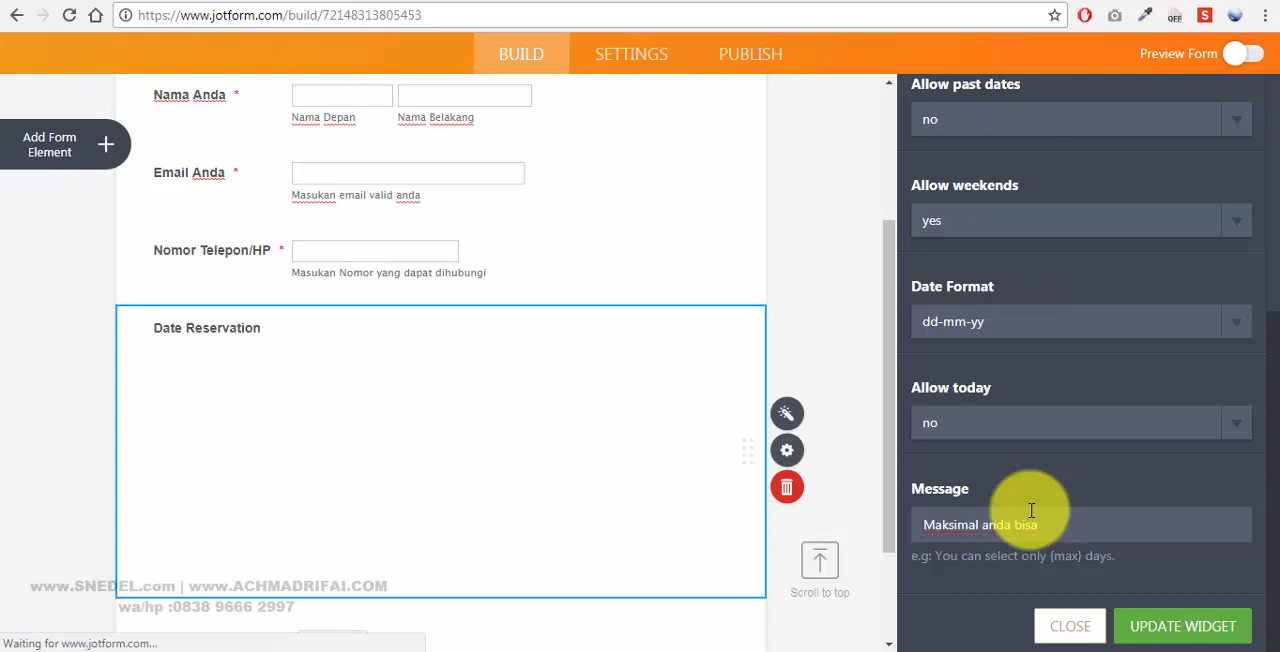 https://www.jotform.com/build/72148313805453
OFF
S
BUILD
SETTINGS
PUBLISH
Preview Form
Add Form
Element
Nama Anda *
Nama Depan
Nama Belakang
Email Anda *
Masukan email valid anda
Nomor Telepon/HP *
Masukan Nomor yang dapat dihubungi
Date Reservation
Scroll to top
www.SNEDEL.com | www.ACHMADRIFAI.COM
wa/hp :0838 9666 2997
Waiting for www.jotform.com...
Allow past dates
no
Allow weekends
yes
Date Format
dd-mm-yy
Allow today
no
Message
Maksimal anda bisa
e.g: You can select only (max) days.
CLOSE
UPDATE WIDGET